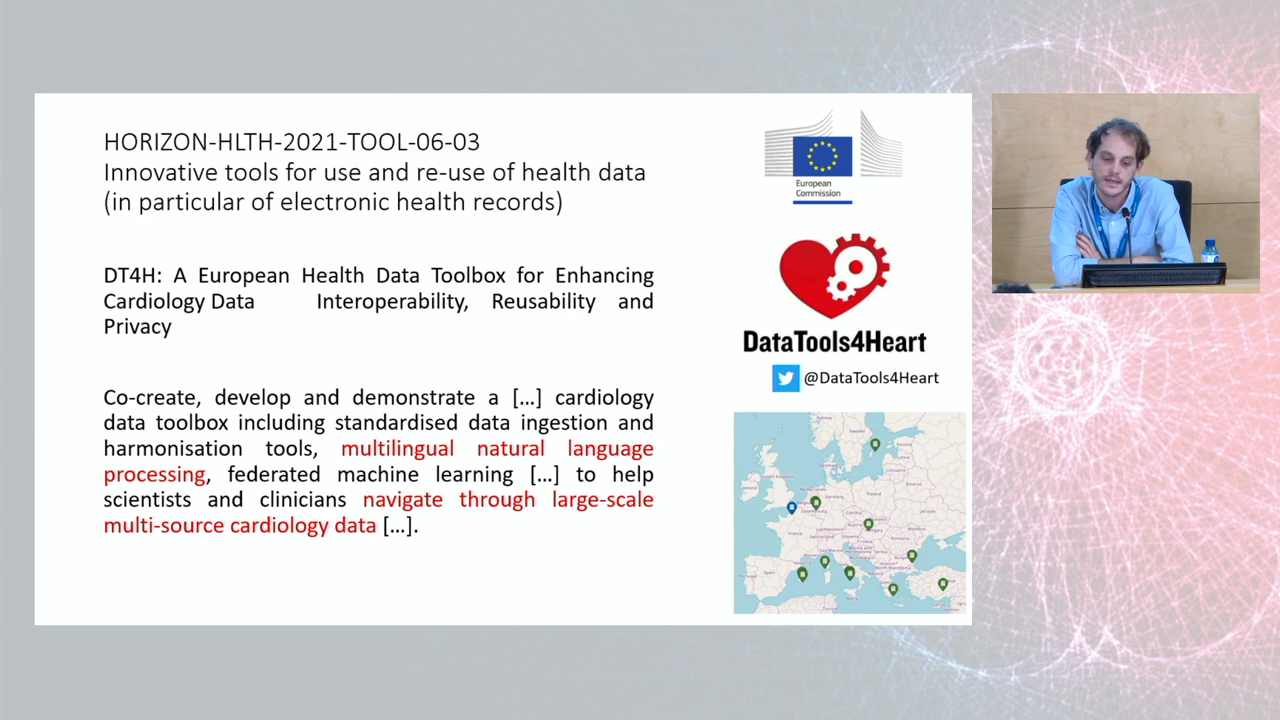 HORIZON-HLTH-2021-TOOL-06-03
Innovative tools for use and re-use of health data
(in particular of electronic health records)
DT4H: A European Health Data Toolbox for Enhancing
Cardiology Data Interoperability, Reusability and
Privacy
Co-create, develop and demonstrate a [...] cardiology
data toolbox including standardised data ingestion and
harmonisation tools, multilingual natural language
processing, federated machine learning [...] to help
scientists and clinicians navigate through large-scale
multi-source cardiology data [...].
European
Commission
DataTools4Heart
@DataTools4Heart